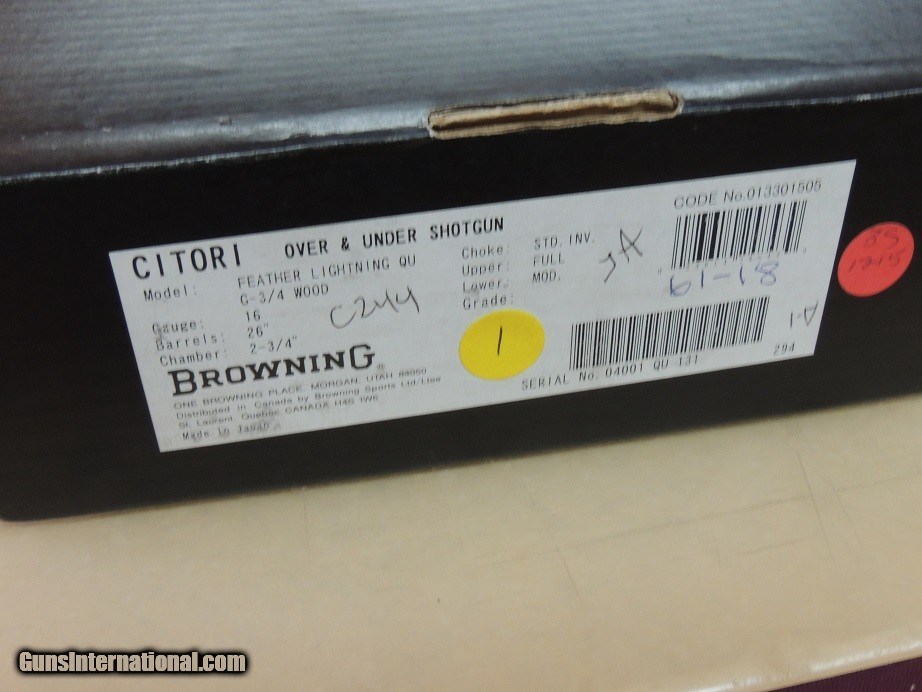 CITORI OVER & UNDER SHOTGUN
Model: FEATHER LIGHTNING QU
G-3/4 WOOD
Gauge: 16
Barrels: 26"
Chamber: 2-3/4"
C244
BROWNING
ONE BROWNING PLACE, MORGAN, UTAH 84050
Distributed in Canada by Browning Sports Ltd/Ltee
St. Laurent, Quebec CANADA H4S 1W6
Made in Japan
Choke: STD. INV.
Upper: FULL
Lower: MOD.
Grade: 1
CODE No. 013301505
61-18
SERIAL No. 04001 QU 131
294
A-1
1215
GunsInternational.com